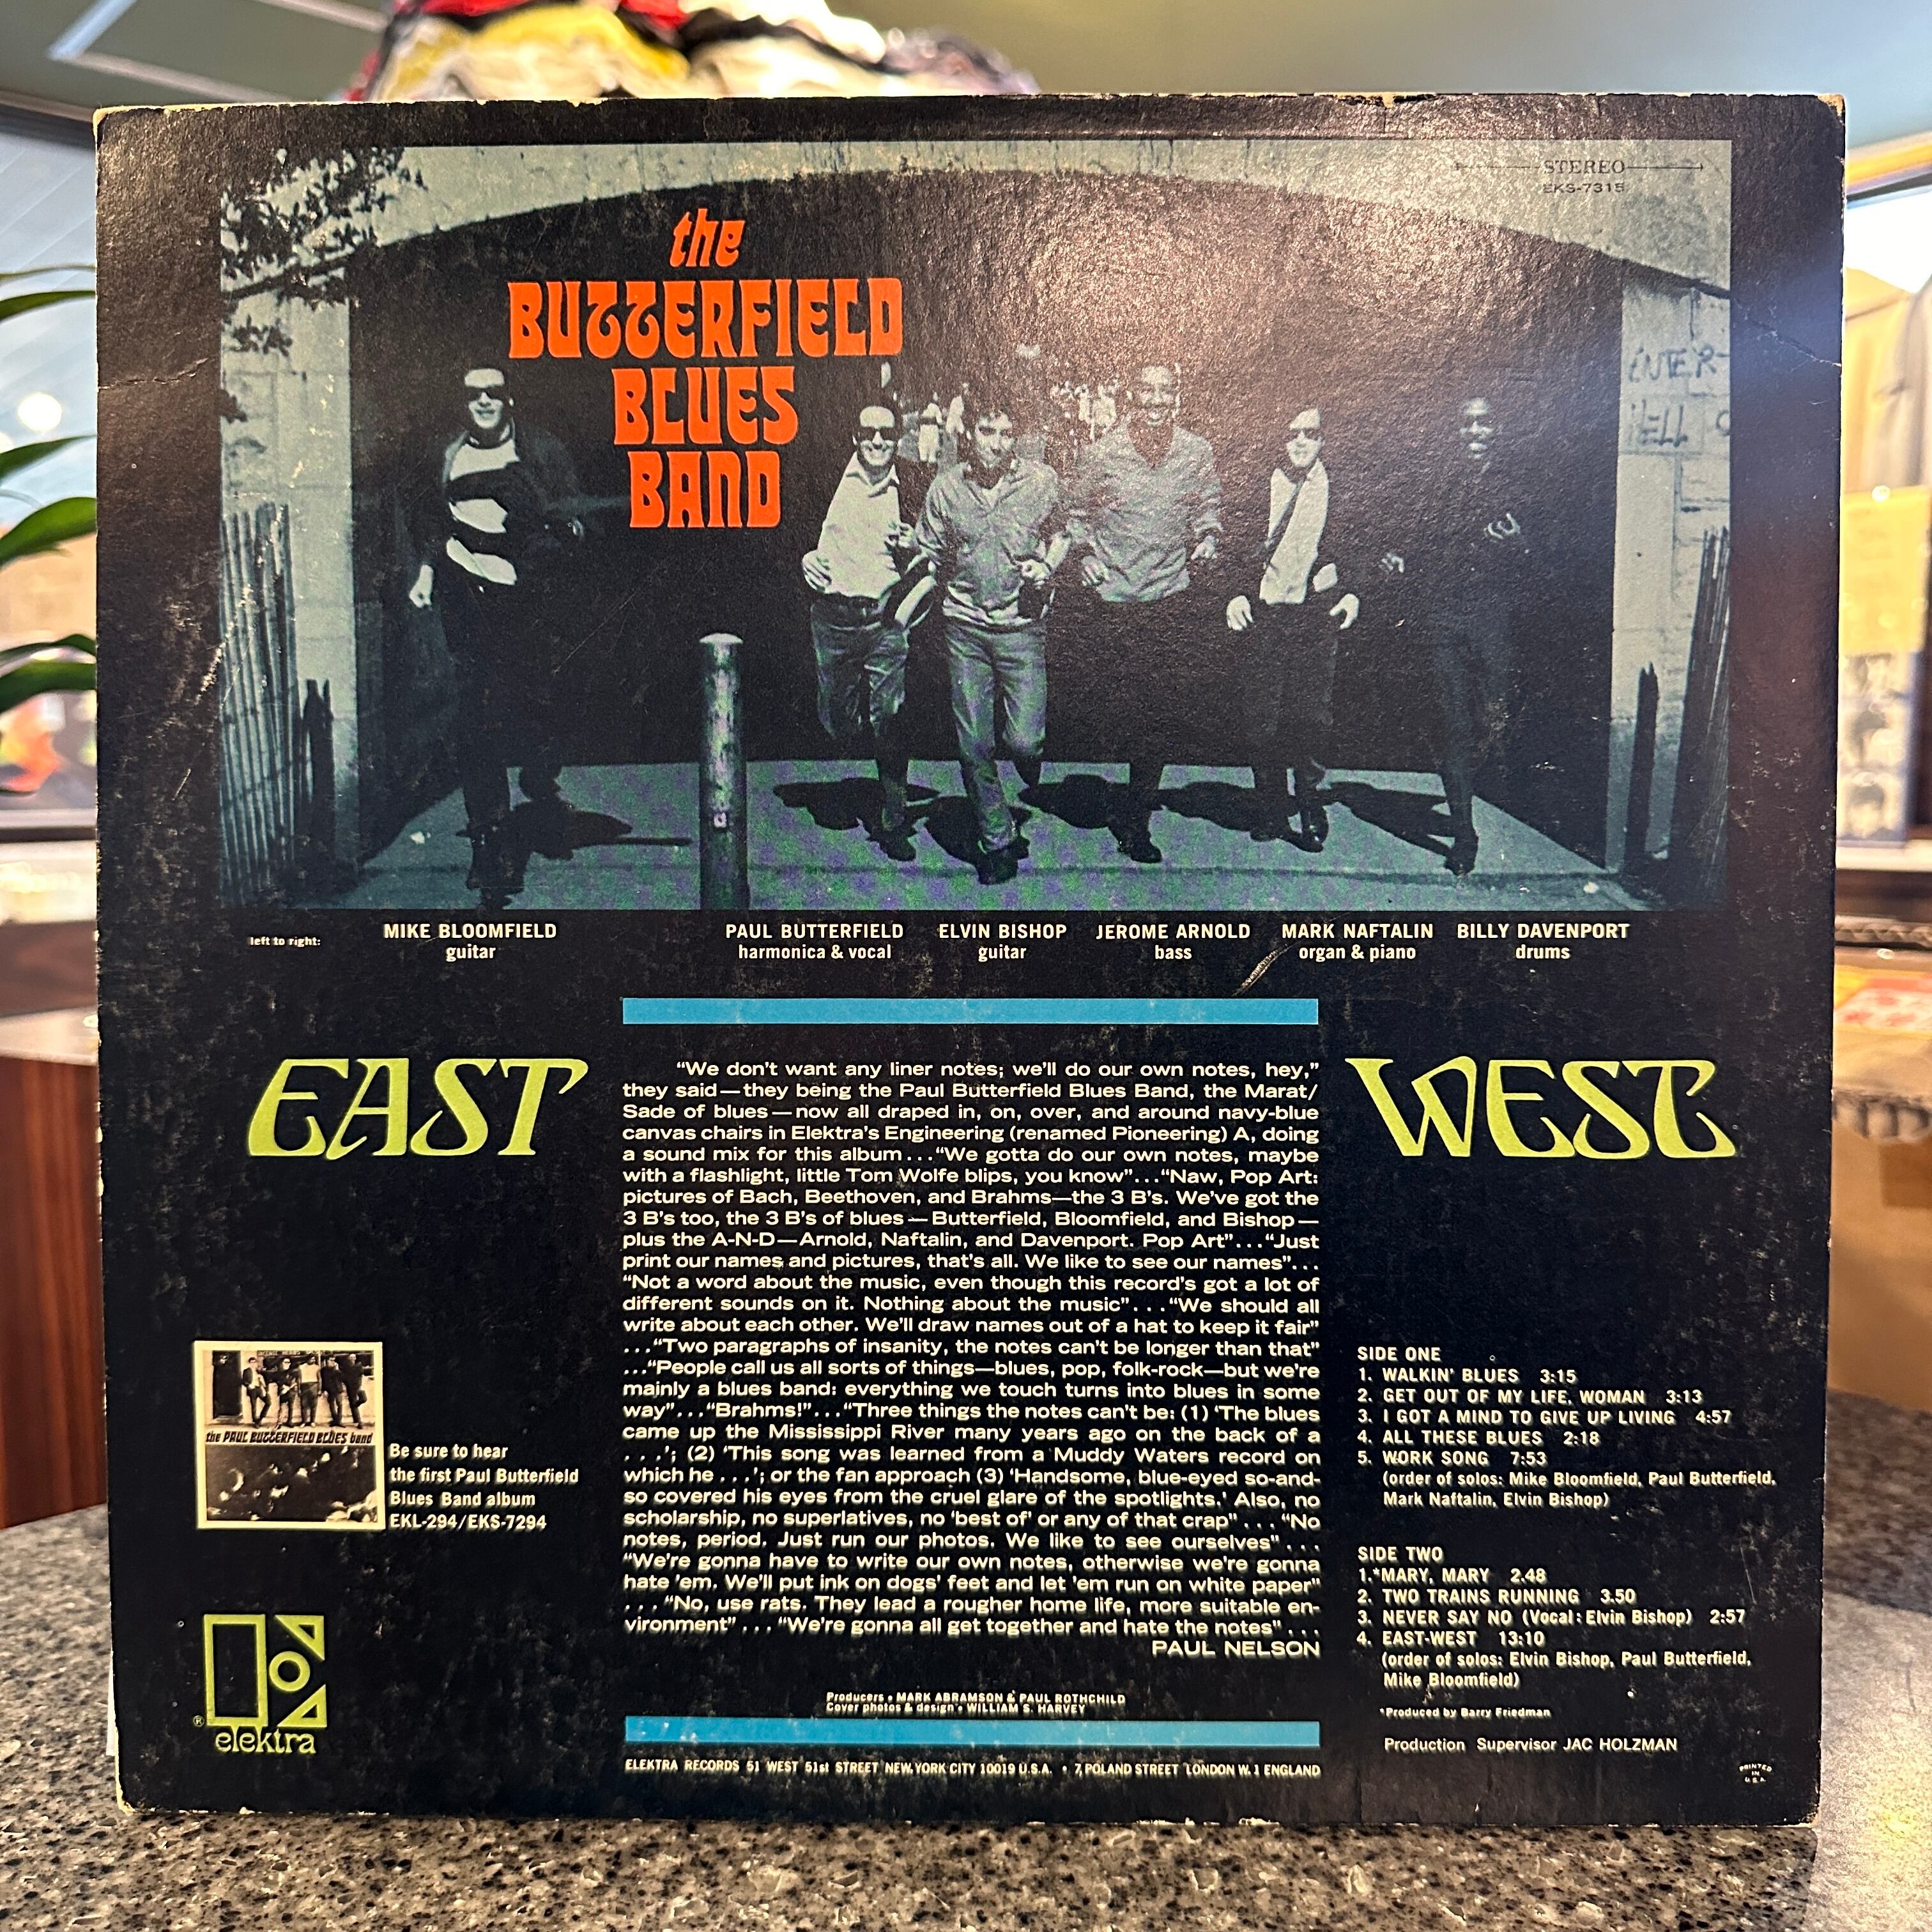 STEREO
EKS-7315
the
BUTTERFIELD
BLUES
BAND
left to right:
MIKE BLOOMFIELD
guitar
PAUL BUTTERFIELD
harmonica & vocal
ELVIN BISHOP
guitar
JEROME ARNOLD
bass
MARK NAFTALIN
organ & piano
BILLY DAVENPORT
drums
EAST
WEST
“We don’t want any liner notes; we’ll do our own notes, hey,”
they said—they being the Paul Butterfield Blues Band, the Marat/
Sade of blues—now all draped in, on, over, and around navy-blue
canvas chairs in Elektra’s Engineering (renamed Pioneering) A, doing
a sound mix for this album...“We gotta do our own notes, maybe
with a flashlight, little Tom Wolfe blips, you know”...“Naw, Pop Art:
pictures of Bach, Beethoven, and Brahms—the 3 B’s. We’ve got the
3 B’s too, the 3 B’s of blues—Butterfield, Bloomfield, and Bishop—
plus the A-N-D—Arnold, Naftalin, and Davenport. Pop Art”...“Just
print our names and pictures, that’s all. We like to see our names”...
“Not a word about the music, even though this record’s got a lot of
different sounds on it. Nothing about the music”...“We should all
write about each other. We’ll draw names out of a hat to keep it fair”
...“Two paragraphs of insanity, the notes can’t be longer than that”
...“People call us all sorts of things—blues, pop, folk-rock—but we’re
mainly a blues band: everything we touch turns into blues in some
way”...“Brahms!”...“Three things the notes can’t be: (1) ‘The blues
came up the Mississippi River many years ago on the back of a
...’; (2) ‘This song was learned from a Muddy Waters record on
which he ...’; or the fan approach (3) ‘Handsome, blue-eyed so-and-
so covered his eyes from the cruel glare of the spotlights.’ Also, no
scholarship, no superlatives, no ‘best of’ or any of that crap” ... “No
notes, period. Just run our photos. We like to see ourselves” ...
“We’re gonna have to write our own notes, otherwise we’re gonna
hate ’em. We’ll put ink on dogs’ feet and let ’em run on white paper”
... “No, use rats. They lead a rougher home life, more suitable en-
vironment” ... “We’re gonna all get together and hate the notes” ...
PAUL NELSON
the PAUL BUTTERFIELD BLUES band
Be sure to hear
the first Paul Butterfield
Blues Band album
EKL-294/EKS-7294
® elektra
SIDE ONE
1. WALKIN’ BLUES 3:15
2. GET OUT OF MY LIFE, WOMAN 3:13
3. I GOT A MIND TO GIVE UP LIVING 4:57
4. ALL THESE BLUES 2:18
5. WORK SONG 7:53
(order of solos: Mike Bloomfield, Paul Butterfield,
Mark Naftalin, Elvin Bishop)
SIDE TWO
1.*MARY, MARY 2.48
2. TWO TRAINS RUNNING 3.50
3. NEVER SAY NO (Vocal: Elvin Bishop) 2:57
4. EAST-WEST 13:10
(order of solos: Elvin Bishop, Paul Butterfield,
Mike Bloomfield)
*Produced by Barry Friedman
Production Supervisor JAC HOLZMAN
Producers • MARK ABRAMSON & PAUL ROTHCHILD
Cover photos & design • WILLIAM S. HARVEY
ELEKTRA RECORDS 51 WEST 51st STREET NEW YORK CITY 10019 U.S.A. • 7, POLAND STREET LONDON W.1 ENGLAND
PRINTED
IN
U.S.A.